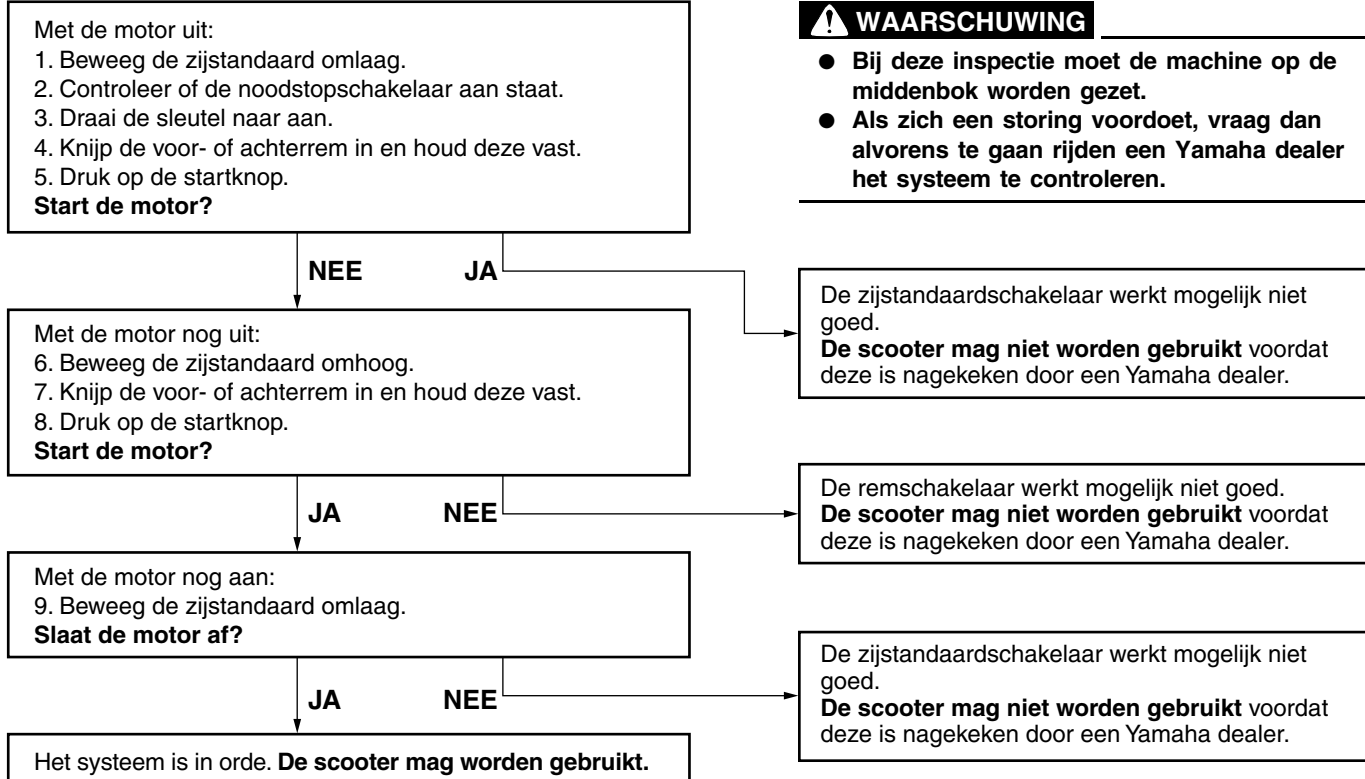 Met de motor uit:
1. Beweeg de zijstandaard omlaag.
2. Controleer of de noodstopschakelaar aan staat.
3. Draai de sleutel naar aan.
4. Knijp de voor- of achterrem in en houd deze vast.
5. Druk op de startknop.
Start de motor?
WAARSCHUWING
● Bij deze inspectie moet de machine op de
middenbok worden gezet.
● Als zich een storing voordoet, vraag dan
alvorens te gaan rijden een Yamaha dealer
het systeem te controleren.
NEE JA
De zijstandaardschakelaar werkt mogelijk niet
goed.
De scooter mag niet worden gebruikt voordat
deze is nagekeken door een Yamaha dealer.
Met de motor nog uit:
6. Beweeg de zijstandaard omhoog.
7. Knijp de voor- of achterrem in en houd deze vast.
8. Druk op de startknop.
Start de motor?
JA NEE
De remschakelaar werkt mogelijk niet goed.
De scooter mag niet worden gebruikt voordat
deze is nagekeken door een Yamaha dealer.
Met de motor nog aan:
9. Beweeg de zijstandaard omlaag.
Slaat de motor af?
JA NEE
De zijstandaardschakelaar werkt mogelijk niet
goed.
De scooter mag niet worden gebruikt voordat
deze is nagekeken door een Yamaha dealer.
Het systeem is in orde. De scooter mag worden gebruikt.